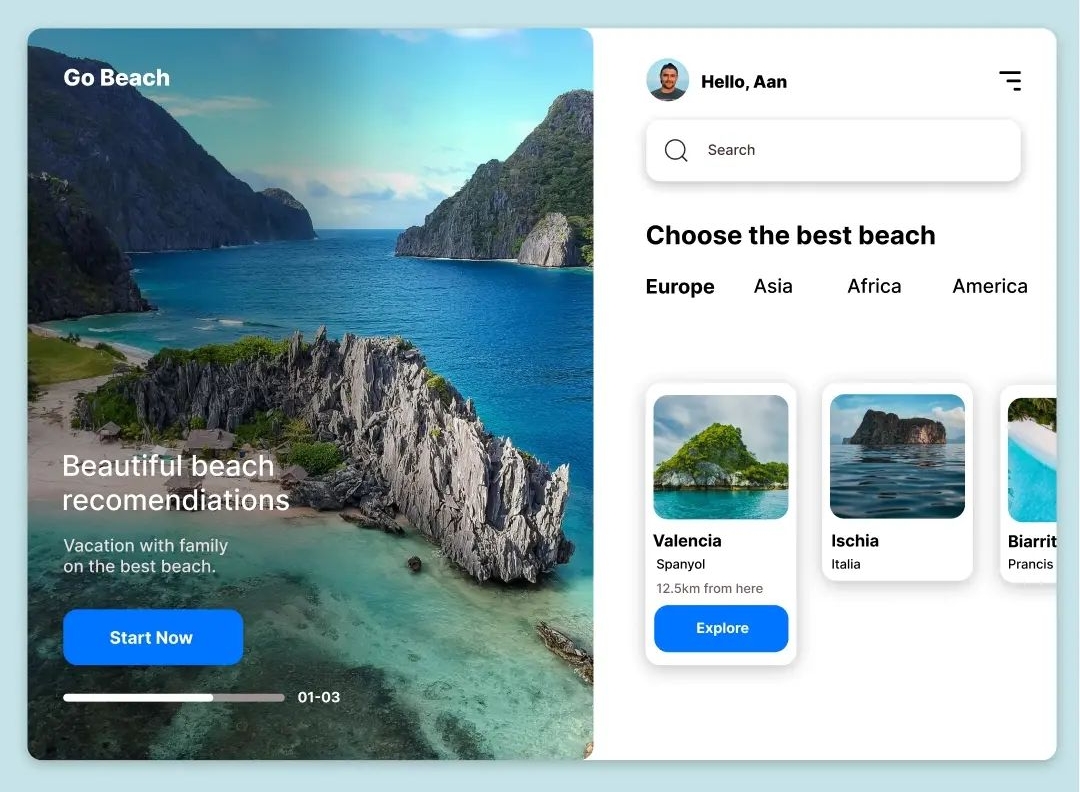 Go Beach
Beautiful beach
recomendiations
Vacation with family
on the best beach.
Start Now
01-03
Hello, Aan
Search
Choose the best beach
Europe Asia Africa America
Valencia
Spanyol
12.5km from here
Explore
Ischia
Italia
Biarrit
Prancis